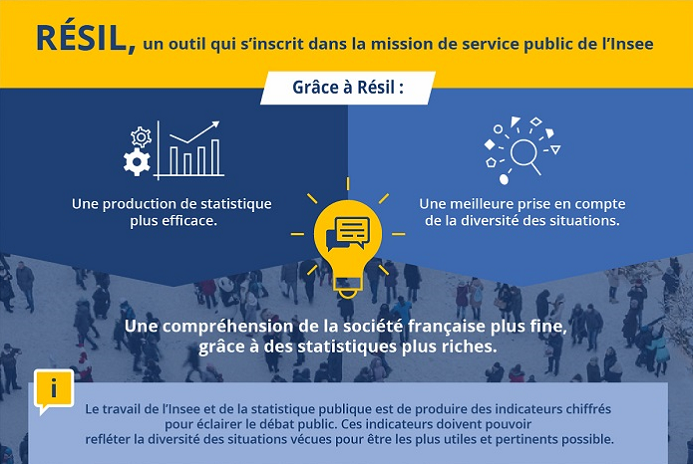 RÉSIL, un outil qui s’inscrit dans la mission de service public de l’Insee
Grâce à Résil :
Une production de statistique
plus efficace.
Une meilleure prise en compte
de la diversité des situations.
Une compréhension de la société française plus fine,
grâce à des statistiques plus riches.
i
Le travail de l’Insee et de la statistique publique est de produire des indicateurs chiffrés
pour éclairer le débat public. Ces indicateurs doivent pouvoir
refléter la diversité des situations vécues pour être les plus utiles et pertinents possible.